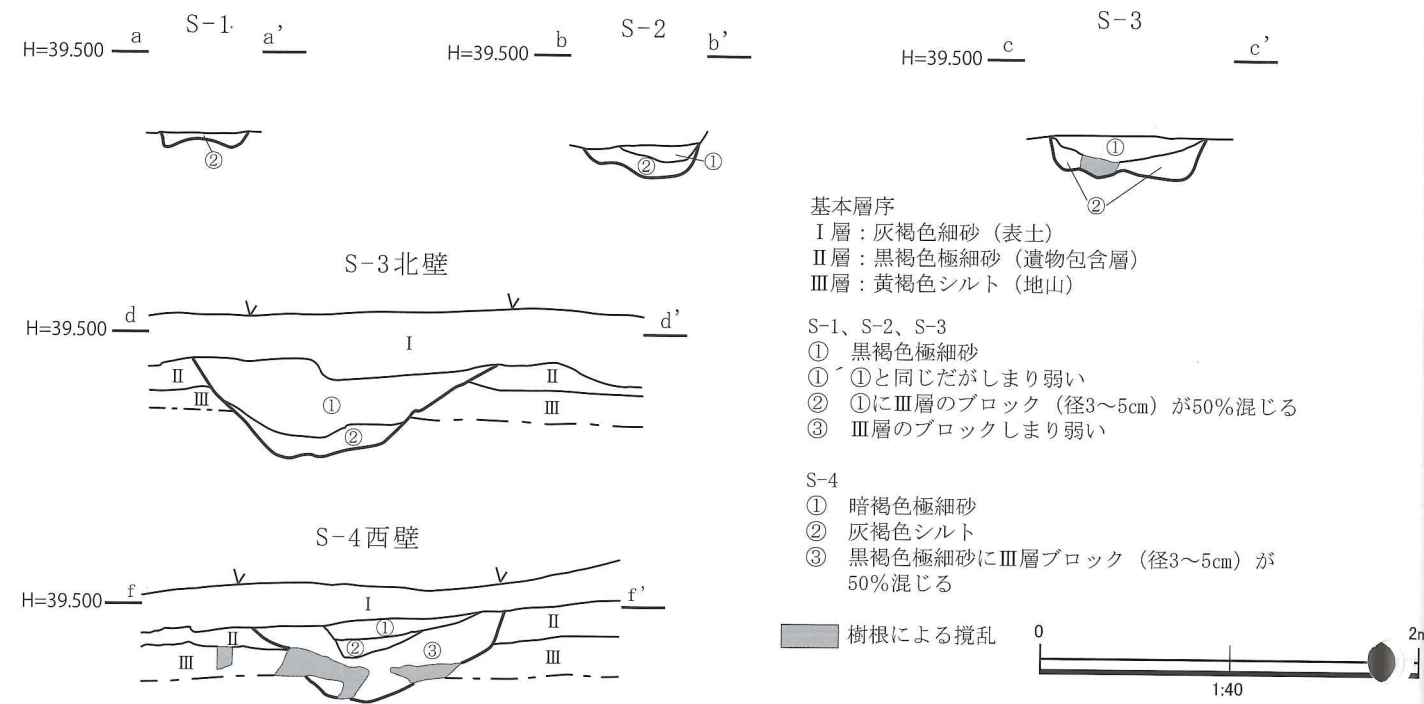 S-1
a
a'
H=39.500
②
S-2
b
b'
H=39.500
①
②
S-3
c
c'
H=39.500
①
②
基本層序
Ⅰ層：灰褐色細砂（表土）
Ⅱ層：黒褐色極細砂（遺物包含層）
Ⅲ層：黄褐色シルト（地山）
S-3北壁
d
d'
H=39.500
Ⅰ
Ⅱ
Ⅱ
Ⅲ
Ⅲ
①
②
S-1、S-2、S-3
① 黒褐色極細砂
①´①と同じだがしまり弱い
② ①にⅢ層のブロック（径3～5cm）が50％混じる
③ Ⅲ層のブロックしまり弱い
S-4西壁
f
f'
H=39.500
Ⅰ
①
Ⅱ
②
③
Ⅱ
Ⅲ
Ⅲ
S-4
① 暗褐色極細砂
② 灰褐色シルト
③ 黒褐色極細砂にⅢ層ブロック（径3～5cm）が
50％混じる
樹根による撹乱
0
1:40